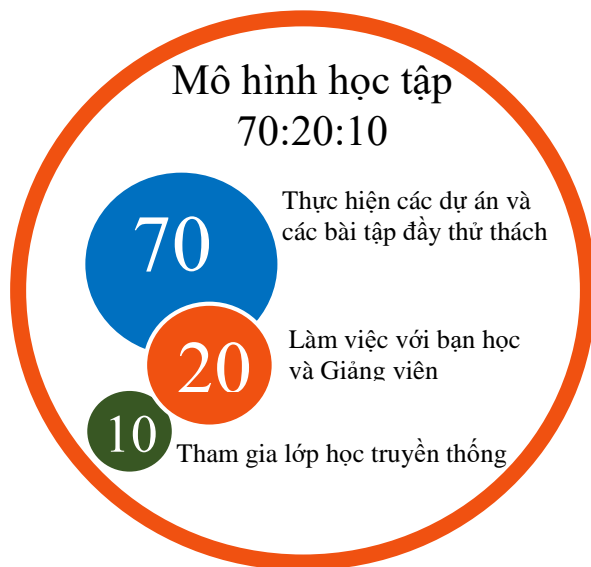 Mô hình học tập
70:20:10
70
Thực hiện các dự án và
các bài tập đầy thử thách
20
Làm việc với bạn học
và Giảng viên
10
Tham gia lớp học truyền thống